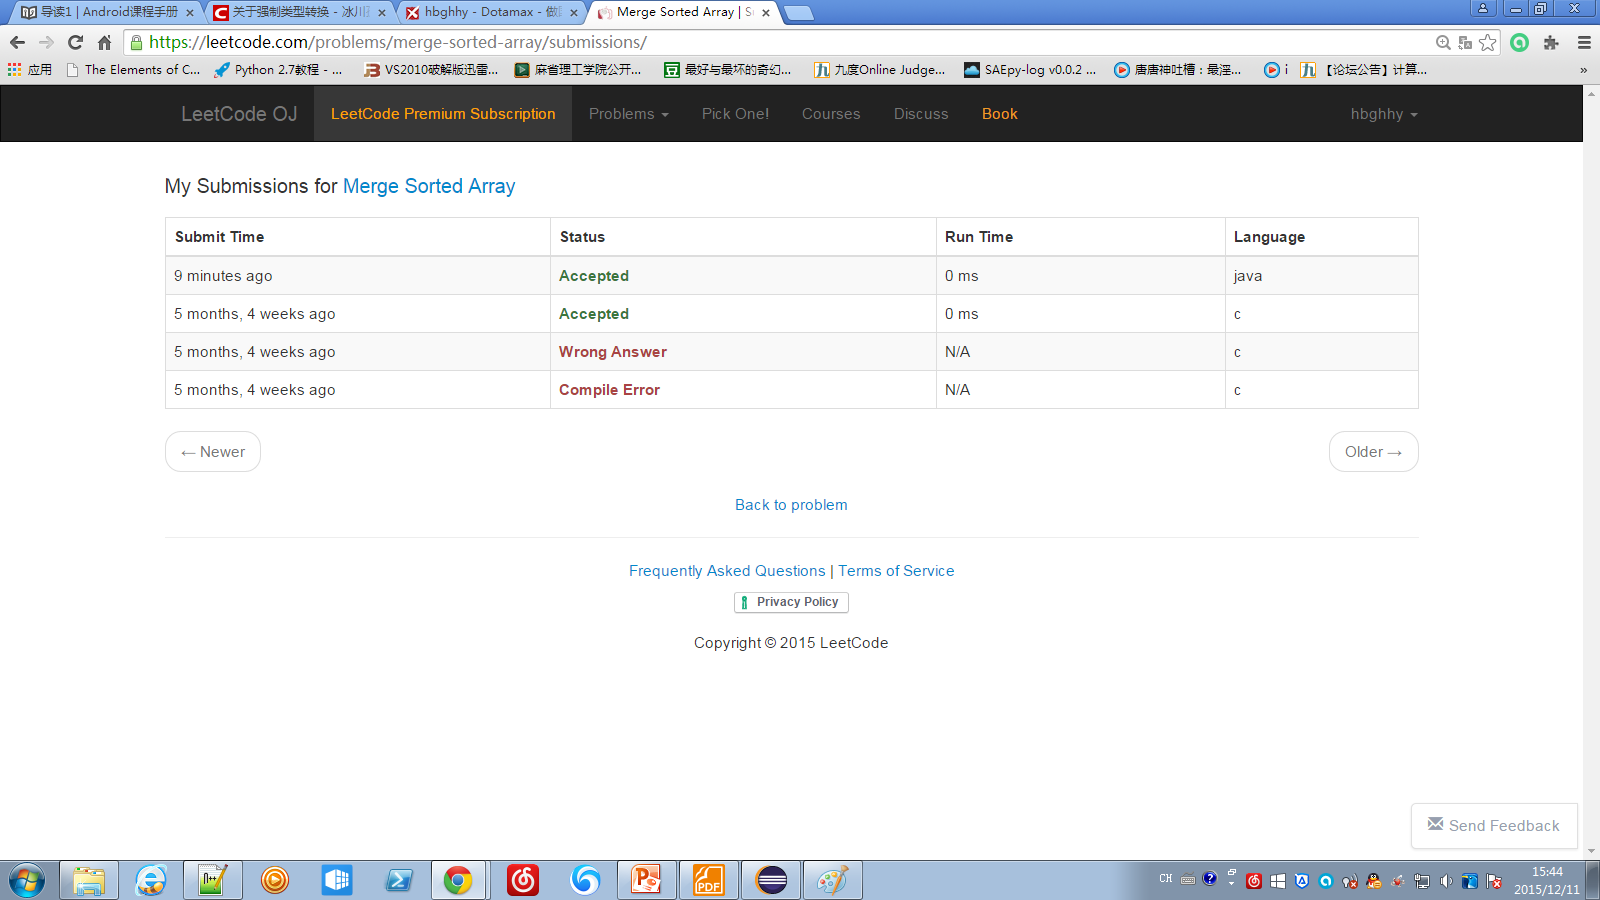 导读1 | Android课程手册
关于强制类型转换 - 冰川
hbghhy - Dotamax - 做
Merge Sorted Array | S
https://leetcode.com/problems/merge-sorted-array/submissions/
应用
The Elements of C...
Python 2.7教程 - ...
VS2010破解版迅雷...
麻省理工学院公开...
最好与最坏的奇幻...
九度Online Judge...
SAEpy-log v0.0.2 ...
唐唐神吐槽：最淫...
i
【论坛公告】计算...
»
LeetCode OJ
LeetCode Premium Subscription
Problems
Pick One!
Courses
Discuss
Book
hbghhy
My Submissions for Merge Sorted Array
Submit Time Status Run Time Language
9 minutes ago Accepted 0 ms java
5 months, 4 weeks ago Accepted 0 ms c
5 months, 4 weeks ago Wrong Answer N/A c
5 months, 4 weeks ago Compile Error N/A c
← Newer
Older →
Back to problem
Frequently Asked Questions | Terms of Service
Privacy Policy
Copyright © 2015 LeetCode
Send Feedback
CH
15:44
2015/12/11